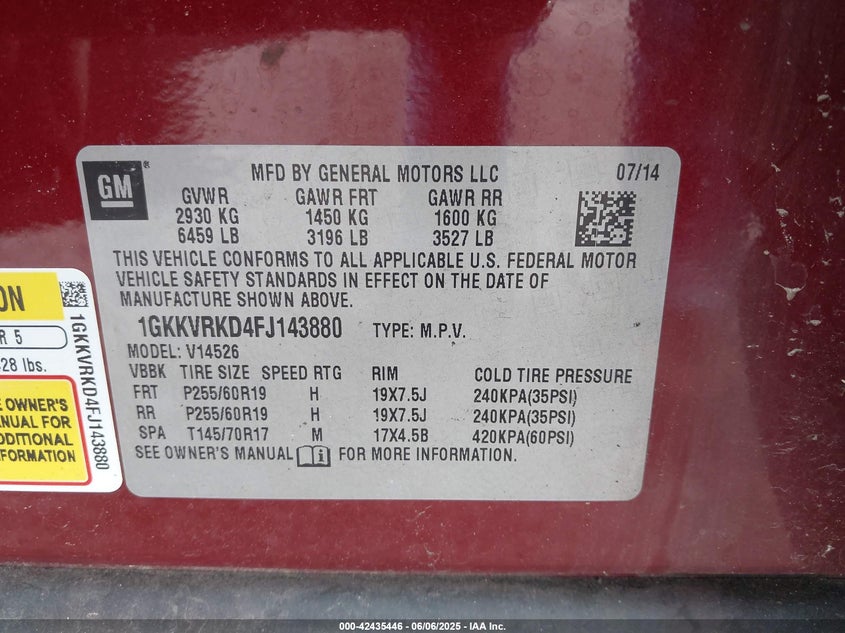 GM
MFD BY GENERAL MOTORS LLC 07/14
GVWR GAWR FRT GAWR RR
2930 KG 1450 KG 1600 KG
6459 LB 3196 LB 3527 LB
THIS VEHICLE CONFORMS TO ALL APPLICABLE U.S. FEDERAL MOTOR
VEHICLE SAFETY STANDARDS IN EFFECT ON THE DATE OF
MANUFACTURE SHOWN ABOVE.
1GKKVRKD4FJ143880 TYPE: M.P.V.
MODEL: V14526
VBBK TIRE SIZE SPEED RTG RIM COLD TIRE PRESSURE
FRT P255/60R19 H 19X7.5J 240KPA(35PSI)
RR P255/60R19 H 19X7.5J 240KPA(35PSI)
SPA T145/70R17 M 17X4.5B 420KPA(60PSI)
SEE OWNER'S MANUAL FOR MORE INFORMATION.
ON
R 5
28 lbs.
E OWNER'S
NUAL FOR
DDITIONAL
FORMATION
1GKKVRKD4FJ143880
000-42435446 - 06/06/2025 - IAA Inc.